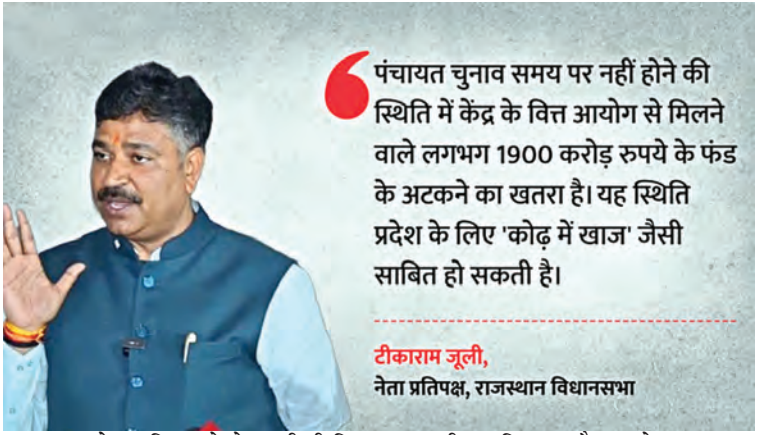 पंचायत चुनाव समय पर नहीं होने की
स्थिति में केंद्र के वित्त आयोग से मिलने
वाले लगभग 1900 करोड़ रुपये के फंड
के अटकने का खतरा है। यह स्थिति
प्रदेश के लिए 'कोढ़ में खाज' जैसी
साबित हो सकती है।
टीकाराम जूली,
नेता प्रतिपक्ष, राजस्थान विधानसभा